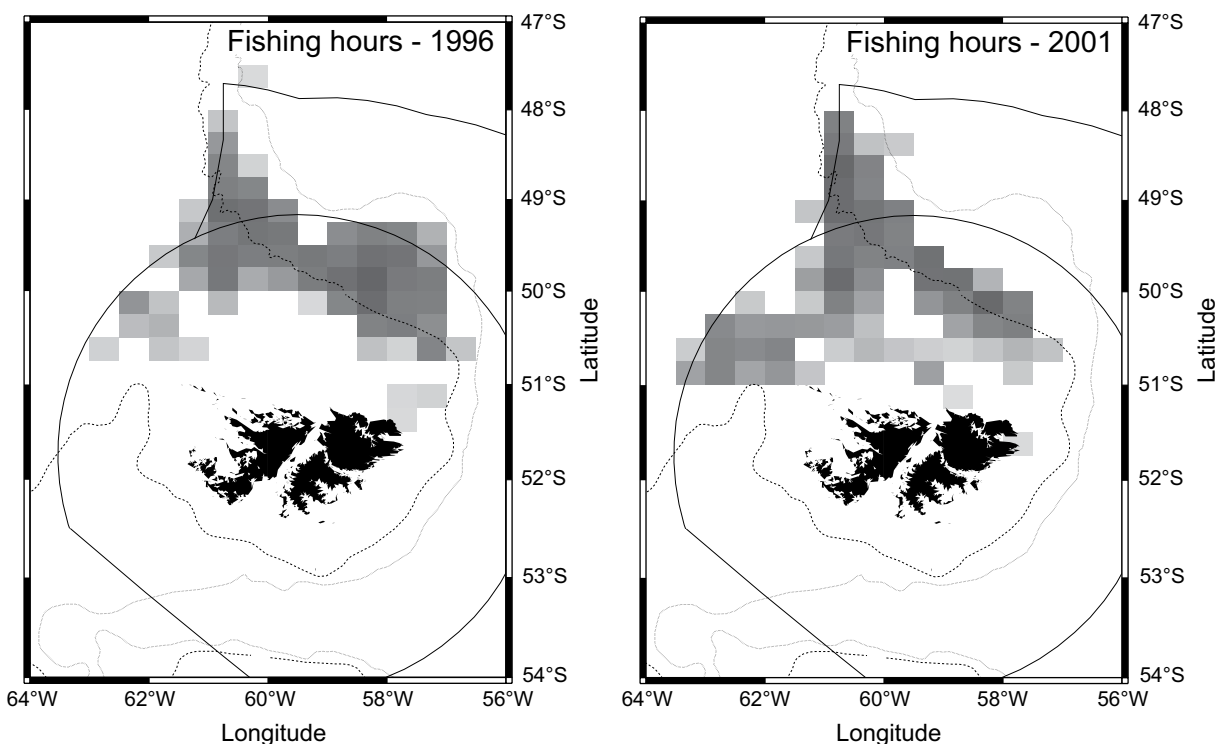 Fishing hours - 1996
47°S
48°S
49°S
50°S
51°S
52°S
53°S
54°S
Latitude
64°W
62°W
60°W
58°W
56°W
Longitude
Fishing hours - 2001
47°S
48°S
49°S
50°S
51°S
52°S
53°S
54°S
Latitude
64°W
62°W
60°W
58°W
56°W
Longitude